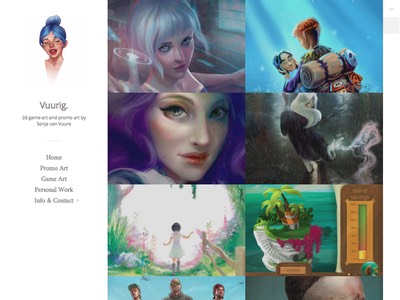 Vuurig.
2d game-art and promo art by
Sonja van Vuure
Home
Promo Art
Game Art
Personal Work
Info & Contact